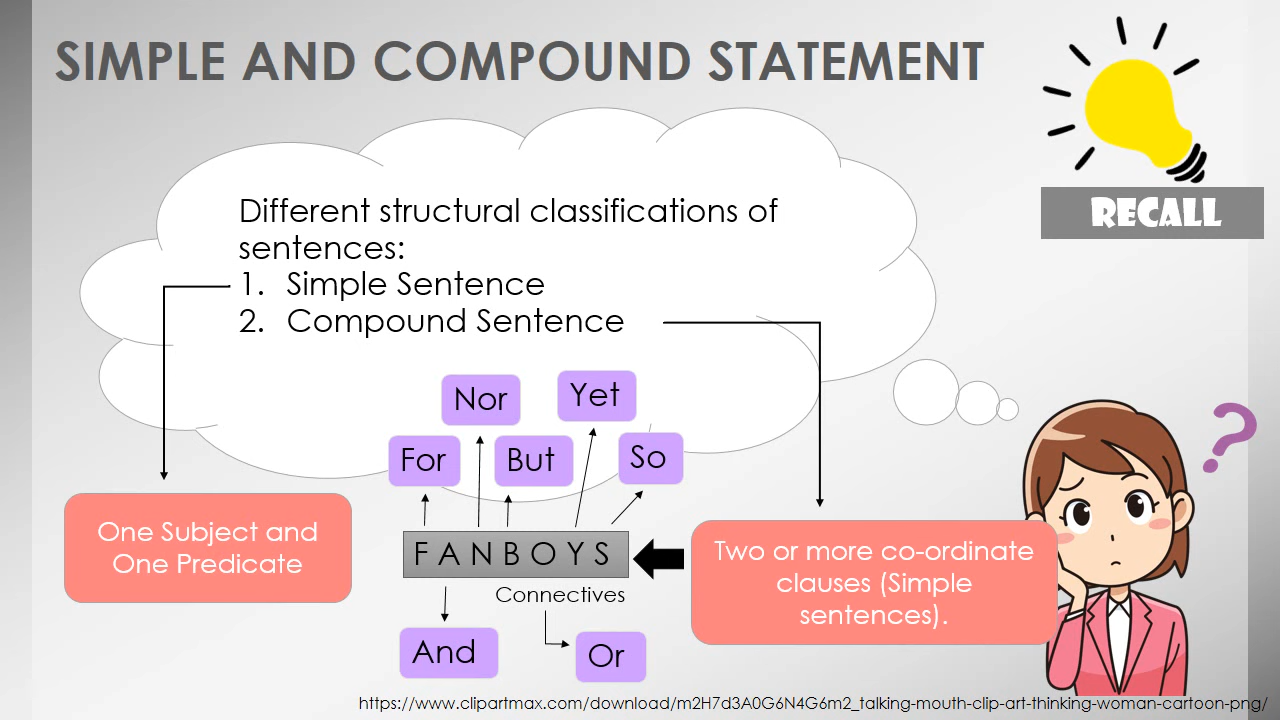 SIMPLE AND COMPOUND STATEMENT
RECALL
Different structural classifications of
sentences:
1. Simple Sentence
2. Compound Sentence
Nor
Yet
For
But
So
One Subject and
One Predicate
F A N B O Y S
Two or more co-ordinate
clauses (Simple
sentences).
Connectives
And
Or
?
https://www.clipartmax.com/download/m2H7d3A0G6N4G6m2_talking-mouth-clip-art-thinking-woman-cartoon-png/